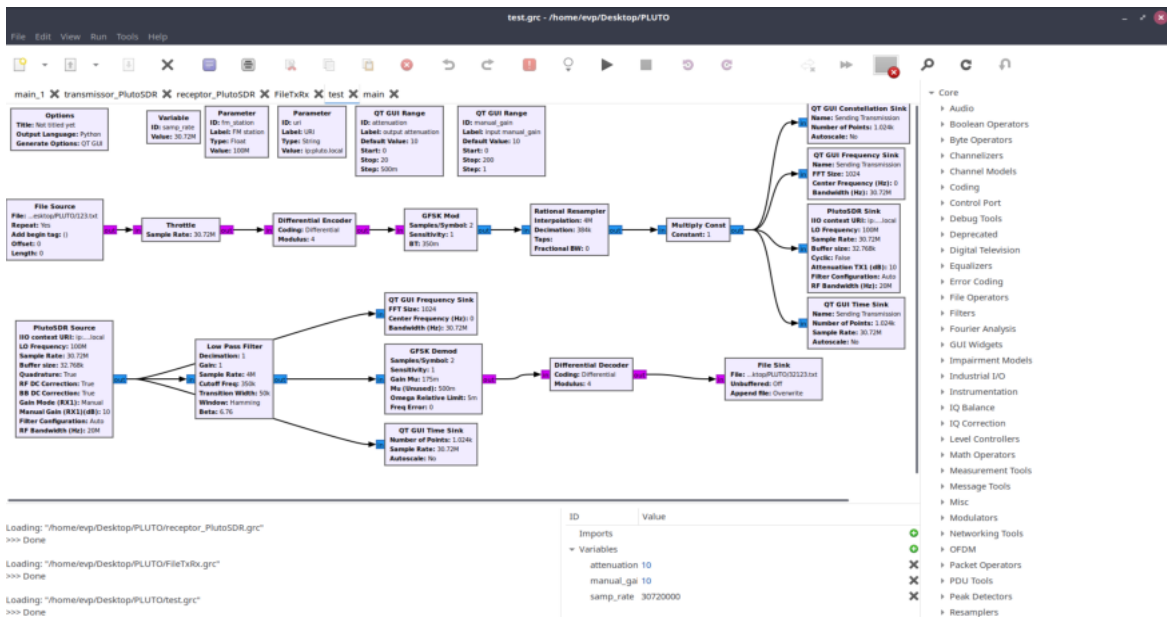 test.grc - /home/evp/Desktop/PLUTO
File Edit View Run Tools Help
main_1 transmissor_PlutoSDR receptor_PlutoSDR FileTxRx test main
Options
Title: Not titled yet
Output Language: Python
Generate Options: QT GUI
Variable
ID: samp_rate
Value: 30.72M
Parameter
ID: fm_station
Label: FM station
Type: Float
Value: 100M
Parameter
ID: uri
Label: URI
Type: String
Value: ip:pluto.local
QT GUI Range
ID: attenuation
Label: output attenuation
Default Value: 10
Start: 0
Stop: 20
Step: 500m
QT GUI Range
ID: manual_gain
Label: input manual_gain
Default Value: 10
Start: 0
Stop: 200
Step: 1
QT GUI Constellation Sink
Name: Sending Transmission
Number of Points: 1.024k
Autoscale: No
QT GUI Frequency Sink
Name: Sending Transmission
FFT Size: 1024
Center Frequency (Hz): 0
Bandwidth (Hz): 30.72M
File Source
File: ...esktop/PLUTO/123.txt
Repeat: Yes
Add begin tag: ()
Offset: 0
Length: 0
out
in
Throttle
Sample Rate: 30.72M
out
in
Differential Encoder
Coding: Differential
Modulus: 4
out
in
GFSK Mod
Samples/Symbol: 2
Sensitivity: 1
BT: 350m
out
in
Rational Resampler
Interpolation: 4M
Decimation: 384k
Taps:
Fractional BW: 0
out
in
Multiply Const
Constant: 1
out
in
PlutoSDR Sink
IIO context URI: ip:...local
LO Frequency: 100M
Sample Rate: 30.72M
Buffer size: 32.768k
Cyclic: False
Attenuation TX1 (dB): 10
Filter Configuration: Auto
RF Bandwidth (Hz): 20M
QT GUI Time Sink
Name: Sending Transmission
Number of Points: 1.024k
Sample Rate: 30.72M
Autoscale: No
PlutoSDR Source
IIO context URI: ip:...local
LO Frequency: 100M
Sample Rate: 30.72M
Buffer size: 32.768k
Quadrature: True
RF DC Correction: True
BB DC Correction: True
Gain Mode (RX1): Manual
Manual Gain (RX1)(dB): 10
Filter Configuration: Auto
RF Bandwidth (Hz): 20M
out
in
Low Pass Filter
Decimation: 1
Gain: 1
Sample Rate: 4M
Cutoff Freq: 350k
Transition Width: 50k
Window: Hamming
Beta: 6.76
out
QT GUI Frequency Sink
FFT Size: 1024
Center Frequency (Hz): 0
Bandwidth (Hz): 30.72M
in
GFSK Demod
Samples/Symbol: 2
Sensitivity: 1
Gain Mu: 175m
Mu (Unused): 500m
Omega Relative Limit: 5m
Freq Error: 0
out
QT GUI Time Sink
Number of Points: 1.024k
Sample Rate: 30.72M
Autoscale: No
in
Differential Decoder
Coding: Differential
Modulus: 4
out
in
File Sink
File: ...ktop/PLUTO/32123.txt
Unbuffered: Off
Append file: Overwrite
Core
Audio
Boolean Operators
Byte Operators
Channelizers
Channel Models
Coding
Control Port
Debug Tools
Deprecated
Digital Television
Equalizers
Error Coding
File Operators
Filters
Fourier Analysis
GUI Widgets
Impairment Models
Industrial I/O
Instrumentation
IQ Balance
IQ Correction
Level Controllers
Math Operators
Measurement Tools
Message Tools
Misc
Modulators
Networking Tools
OFDM
Packet Operators
PDU Tools
Peak Detectors
Resamplers
Loading: "/home/evp/Desktop/PLUTO/receptor_PlutoSDR.grc"
>>> Done
Loading: "/home/evp/Desktop/PLUTO/FileTxRx.grc"
>>> Done
Loading: "/home/evp/Desktop/PLUTO/test.grc"
>>> Done
ID Value
Imports
Variables
attenuation 10
manual_gai 10
samp_rate 30720000